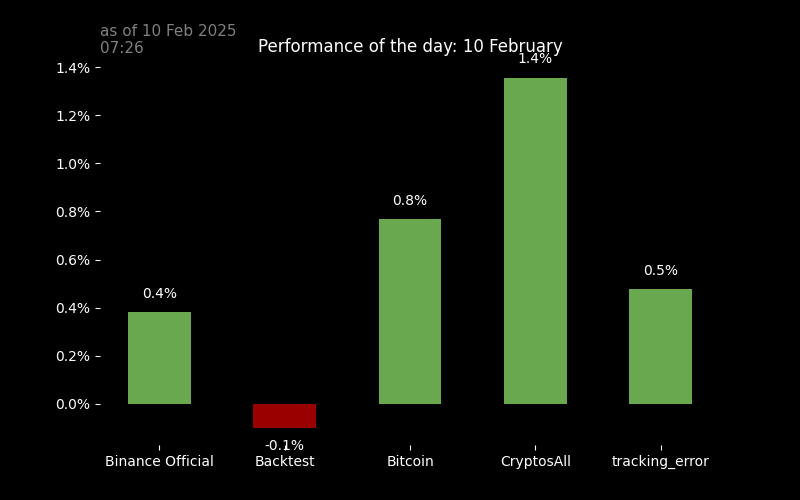 as of 10 Feb 2025
07:26
Performance of the day: 10 February
1.4%
1.4%
1.2%
1.0%
0.8%
0.8%
0.6%
0.5%
0.4%
0.4%
0.2%
0.0%
-0.1%
Binance Official
Backtest
Bitcoin
CryptosAll
tracking_error